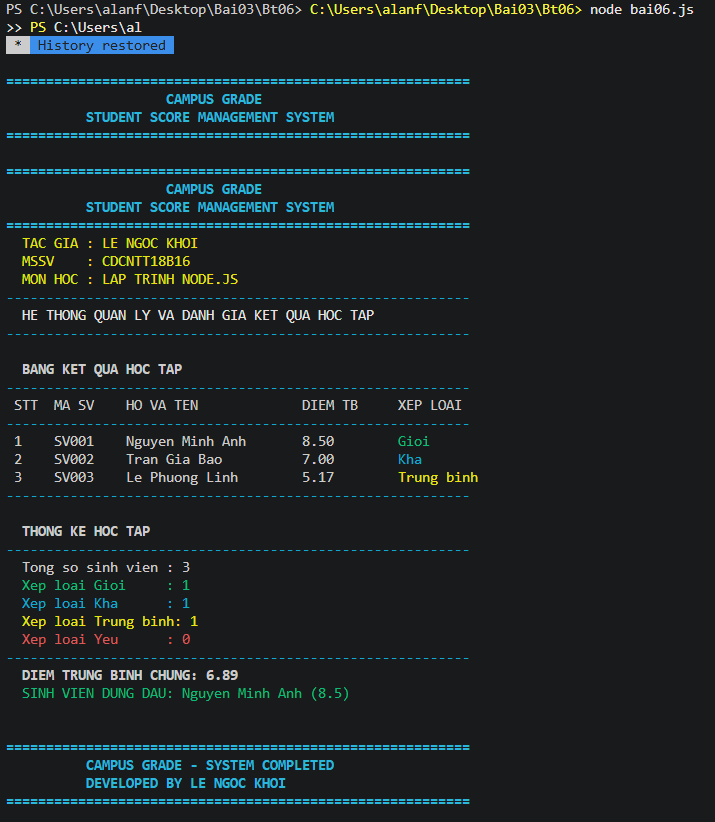 PS C:\Users\alanf\Desktop\Bai03\Bt06> C:\Users\alanf\Desktop\Bai03\Bt06> node bai06.js
>> PS C:\Users\al
* History restored
==========================================================
CAMPUS GRADE
STUDENT SCORE MANAGEMENT SYSTEM
==========================================================
==========================================================
CAMPUS GRADE
STUDENT SCORE MANAGEMENT SYSTEM
==========================================================
TAC GIA : LE NGOC KHOI
MSSV    : CDCNTT18B16
MON HOC : LAP TRINH NODE.JS
----------------------------------------------------------
HE THONG QUAN LY VA DANH GIA KET QUA HOC TAP
----------------------------------------------------------
BANG KET QUA HOC TAP
----------------------------------------------------------
STT  MA SV    HO VA TEN             DIEM TB     XEP LOAI
----------------------------------------------------------
1    SV001    Nguyen Minh Anh       8.50        Gioi
2    SV002    Tran Gia Bao          7.00        Kha
3    SV003    Le Phuong Linh        5.17        Trung binh
----------------------------------------------------------
THONG KE HOC TAP
----------------------------------------------------------
Tong so sinh vien : 3
Xep loai Gioi     : 1
Xep loai Kha      : 1
Xep loai Trung binh: 1
Xep loai Yeu      : 0
----------------------------------------------------------
DIEM TRUNG BINH CHUNG: 6.89
SINH VIEN DUNG DAU: Nguyen Minh Anh (8.5)
==========================================================
CAMPUS GRADE - SYSTEM COMPLETED
DEVELOPED BY LE NGOC KHOI
==========================================================